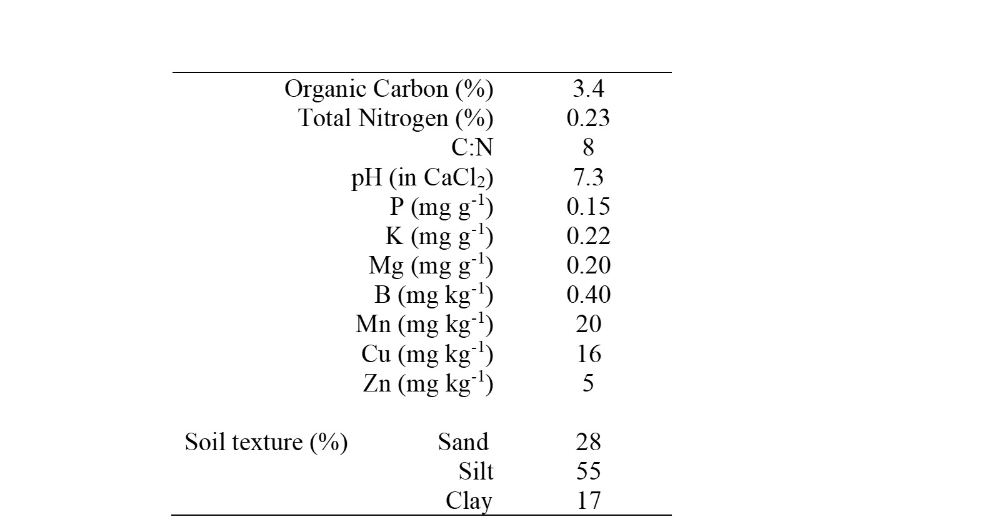 Organic Carbon (%) 3.4
Total Nitrogen (%) 0.23
C:N 8
pH (in CaCl₂) 7.3
P (mg g⁻¹) 0.15
K (mg g⁻¹) 0.22
Mg (mg g⁻¹) 0.20
B (mg kg⁻¹) 0.40
Mn (mg kg⁻¹) 20
Cu (mg kg⁻¹) 16
Zn (mg kg⁻¹) 5
Soil texture (%) Sand 28
Silt 55
Clay 17